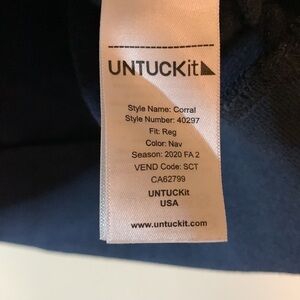 UNTUCKit
Style Name: Corral
Style Number: 40297
Fit: Reg
Color: Nav
Season: 2020 FA 2
VEND Code: SCT
CA62799
UNTUCKit
USA
www.untuckit.com